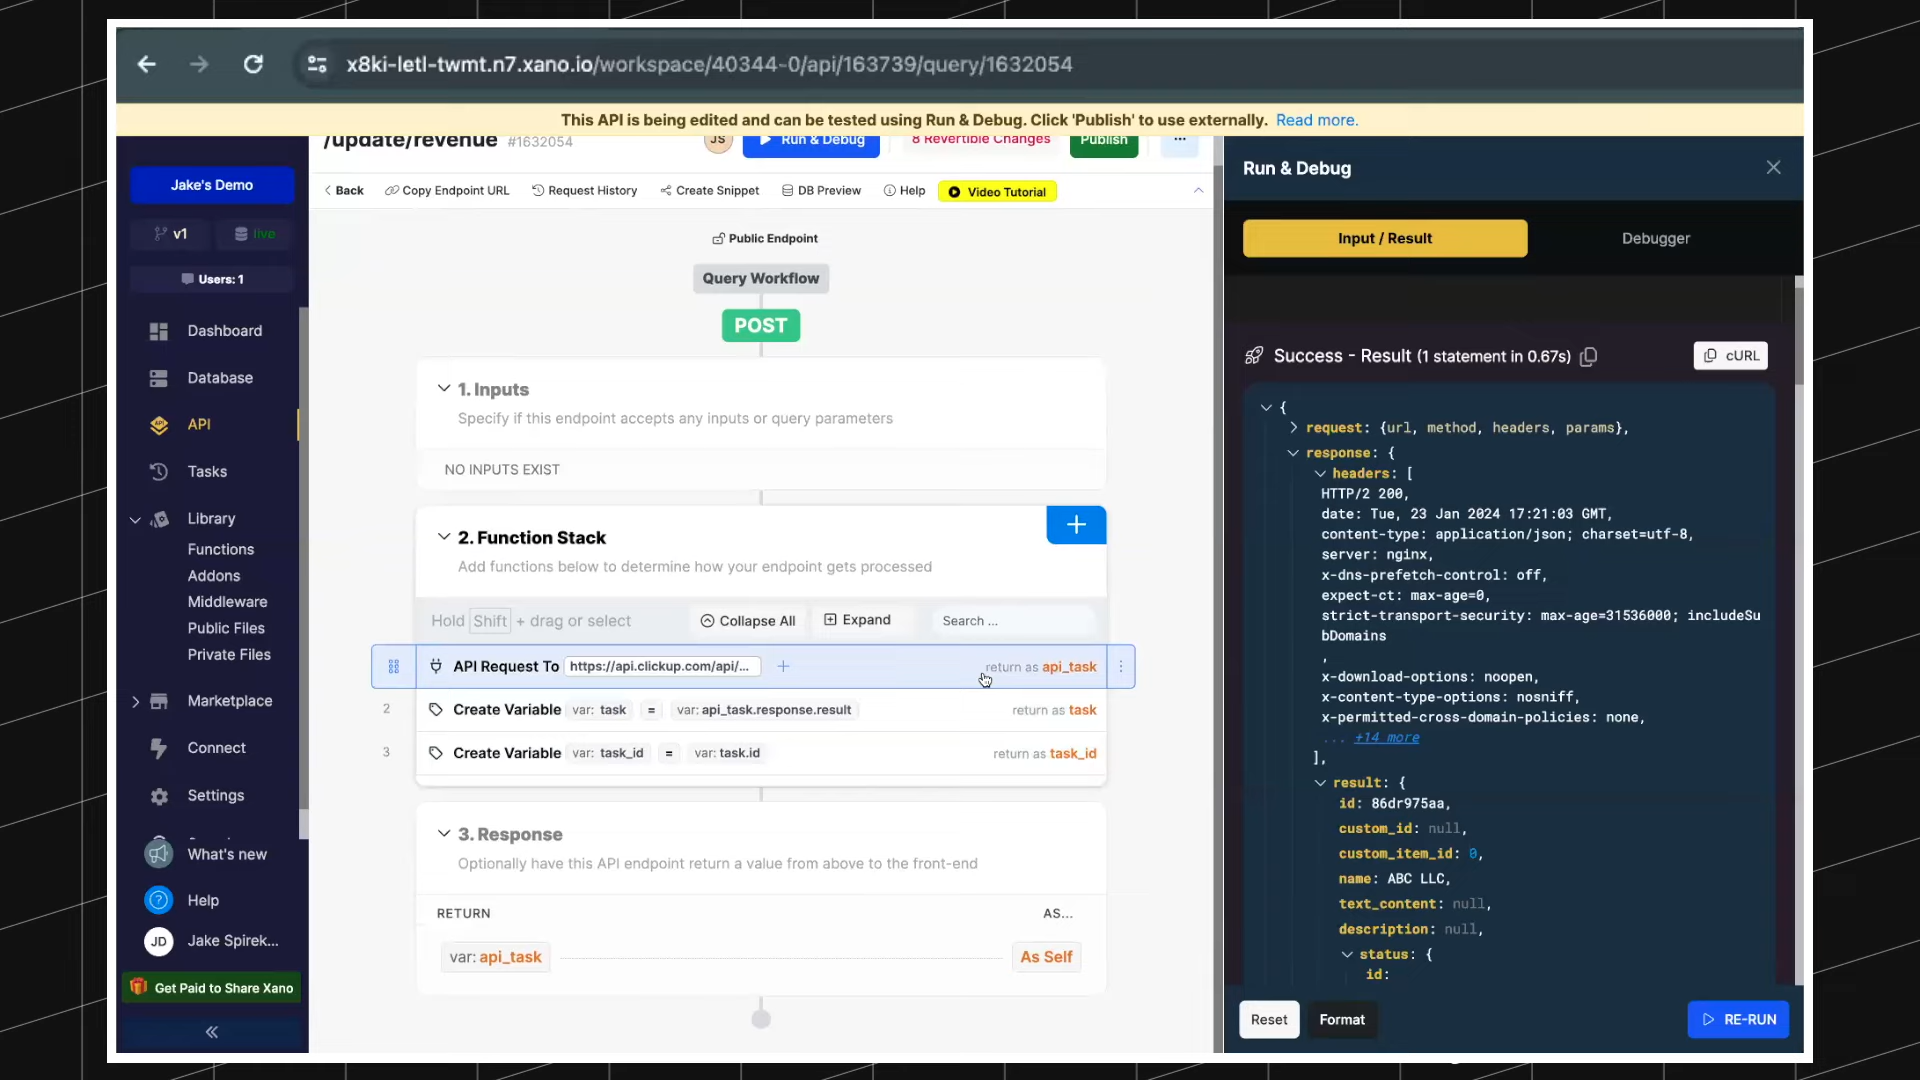 x8ki-letl-twmt.n7.xano.io/workspace/40344-0/api/163739/query/1632054
This API is being edited and can be tested using Run & Debug. Click 'Publish' to use externally. Read more.
/update/revenue #1632054
JS
Run & Debug
8 Revertible Changes
Publish
...
Back
Copy Endpoint URL
Request History
Create Snippet
DB Preview
Help
Video Tutorial
Jake's Demo
v1
live
Users: 1
Dashboard
Database
API
Tasks
Library
Functions
Addons
Middleware
Public Files
Private Files
Marketplace
Connect
Settings
What's new
Help
JD
Jake Spirek...
Get Paid to Share Xano
Public Endpoint
Query Workflow
POST
1. Inputs
Specify if this endpoint accepts any inputs or query parameters
NO INPUTS EXIST
2. Function Stack
Add functions below to determine how your endpoint gets processed
Hold Shift + drag or select
Collapse All
Expand
Search ...
API Request To https://api.clickup.com/api/... + return as api_task
2 Create Variable var: task = var: api_task.response.result return as task
3 Create Variable var: task_id = var: task.id return as task_id
3. Response
Optionally have this API endpoint return a value from above to the front-end
RETURN AS...
var: api_task As Self
Run & Debug
Input / Result
Debugger
Success - Result (1 statement in 0.67s)
cURL
{
request: {url, method, headers, params},
response: {
headers: [
HTTP/2 200,
date: Tue, 23 Jan 2024 17:21:03 GMT,
content-type: application/json; charset=utf-8,
server: nginx,
x-dns-prefetch-control: off,
expect-ct: max-age=0,
strict-transport-security: max-age=31536000; includeSu
bDomains
,
x-download-options: noopen,
x-content-type-options: nosniff,
x-permitted-cross-domain-policies: none,
... +14 more
],
result: {
id: 86dr975aa,
custom_id: null,
custom_item_id: 0,
name: ABC LLC,
text_content: null,
description: null,
status: {
id:
Reset
Format
RE-RUN